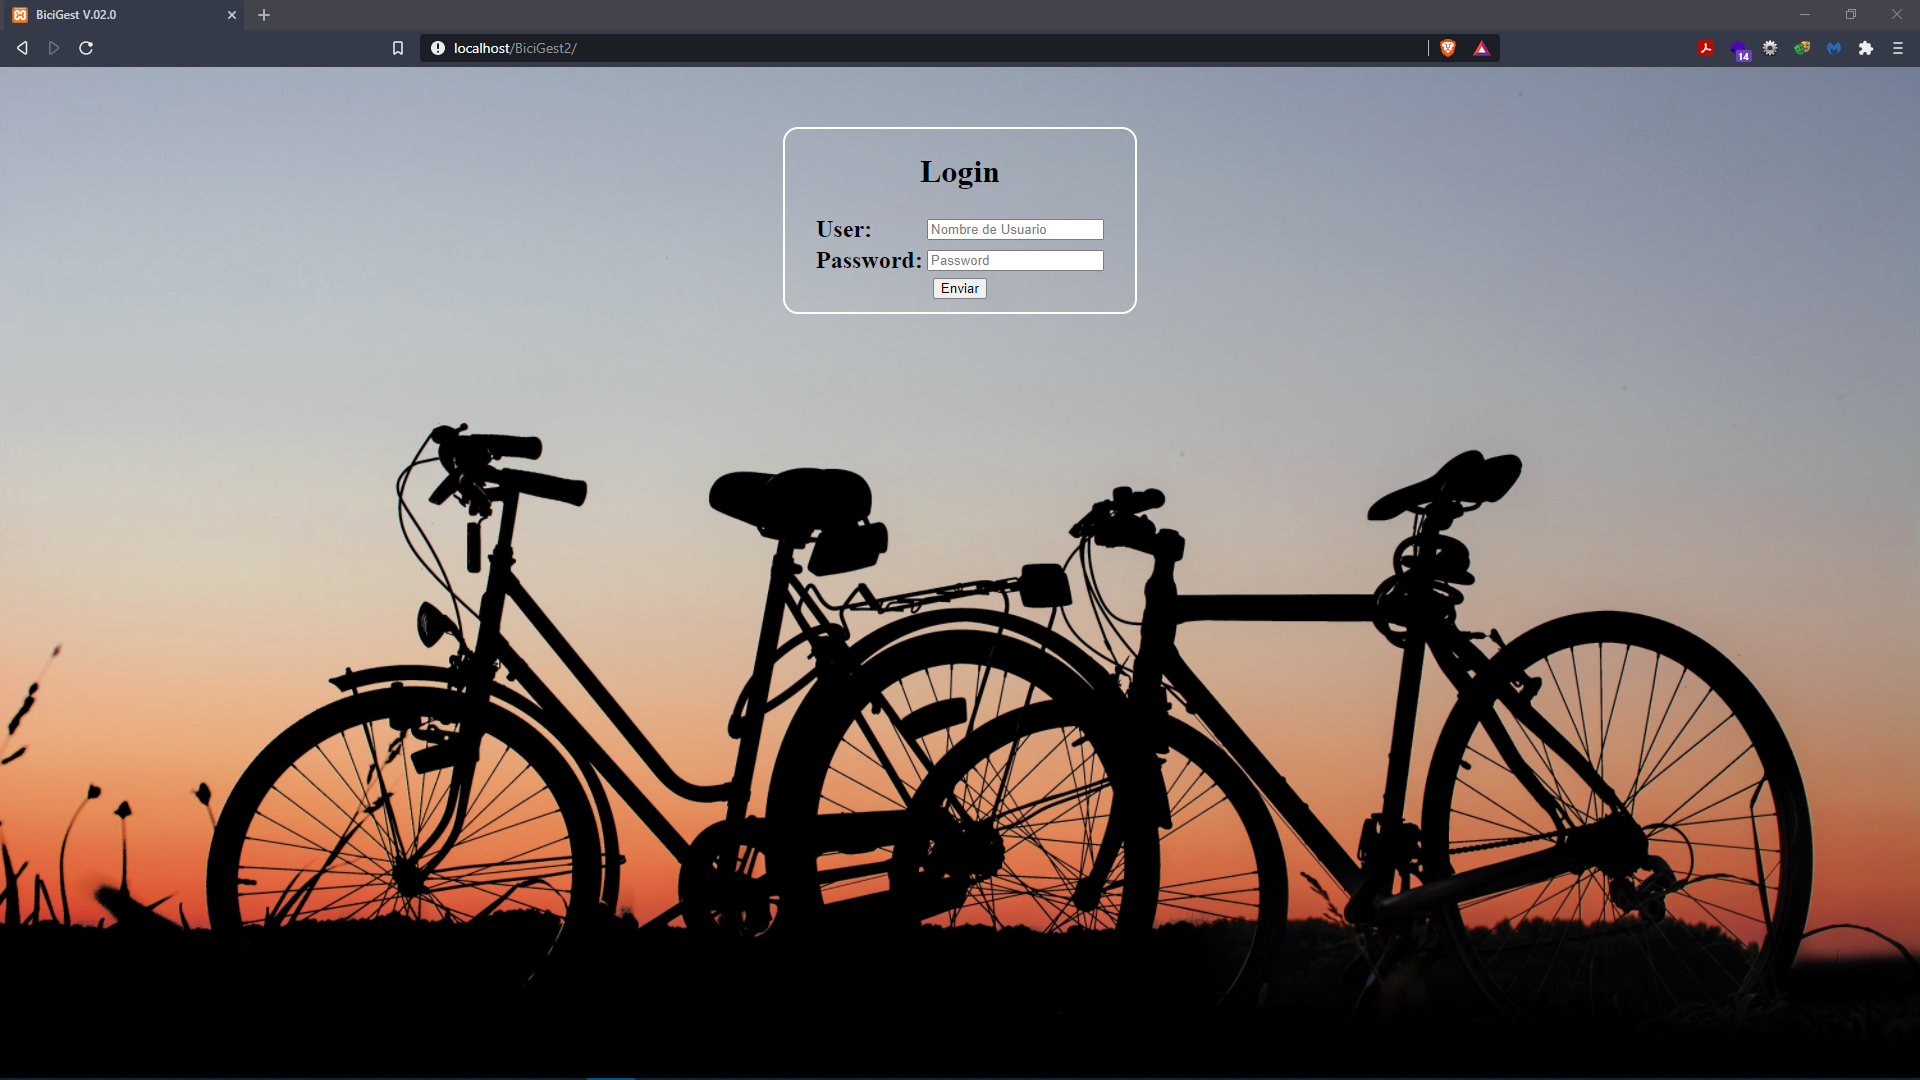 BiciGest V.02.0
localhost/BiciGest2/
14
Login
User: Nombre de Usuario
Password: Password
Enviar